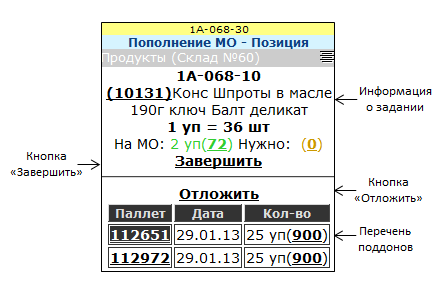 1А-068-30
Пополнение МО - Позиция
Продукты (Склад №60)
1А-068-10
(10131)Конс Шпроты в масле
190г ключ Балт деликат
1 уп = 36 шт
На МО: 2 уп(72) Нужно: (0)
Завершить
Отложить
Паллет Дата Кол-во
112651 29.01.13 25 уп(900)
112972 29.01.13 25 уп(900)
Информация
о задании
Кнопка
«Завершить»
Кнопка
«Отложить»
Перечень
поддонов